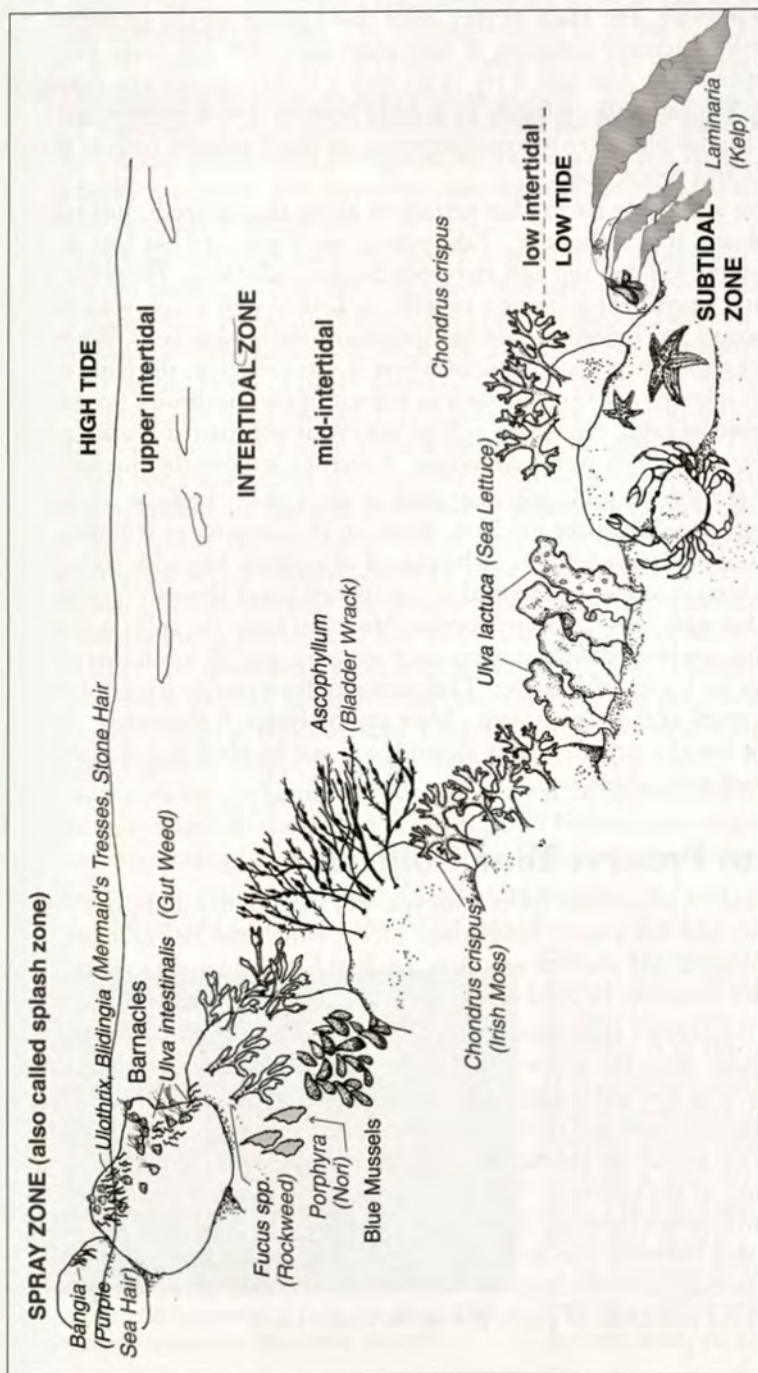 SPRAY ZONE (also called splash zone)
Bangia
(Purple
Sea Hair)
Ulothrix, Blidingia (Mermaid's Tresses, Stone Hair
Barnacles
Ulva intestinalis (Gut Weed)
HIGH TIDE
upper intertidal
INTERTIDAL ZONE
mid-intertidal
Fucus spp.
(Rockweed)
Porphyra
(Nori)
Blue Mussels
Ascophyllum
(Bladder Wrack)
Chondrus crispus
(Irish Moss)
Ulva lactuca (Sea Lettuce)
Chondrus crispus
low intertidal
LOW TIDE
SUBTIDAL
ZONE
Laminaria
(Kelp)